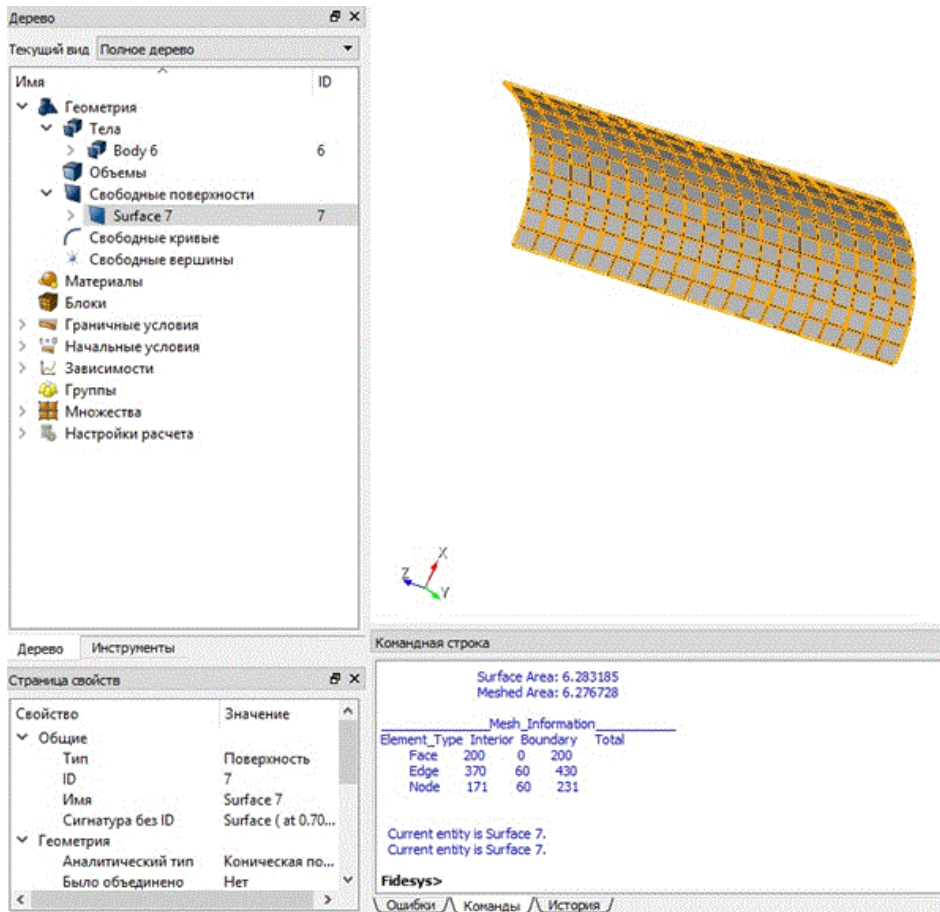 Дерево
Текущий вид Полное дерево
Имя ID
Геометрия
Тела
Body 6 6
Объемы
Свободные поверхности
Surface 7 7
Свободные кривые
Свободные вершины
Материалы
Блоки
Граничные условия
Начальные условия
Зависимости
Группы
Множества
Настройки расчета
Дерево Инструменты
Страница свойств
Свойство Значение
Общие
Тип Поверхность
ID 7
Имя Surface 7
Сигнатура без ID Surface ( at 0.70...
Геометрия
Аналитический тип Коническая по...
Было объединено Нет
X
Z
Y
Командная строка
Surface Area: 6.283185
Meshed Area: 6.276728
______________Mesh_Information__________
Element_Type Interior Boundary Total
Face 200 0 200
Edge 370 60 430
Node 171 60 231
Current entity is Surface 7.
Current entity is Surface 7.
Fidesys>
Ошибки Команды История